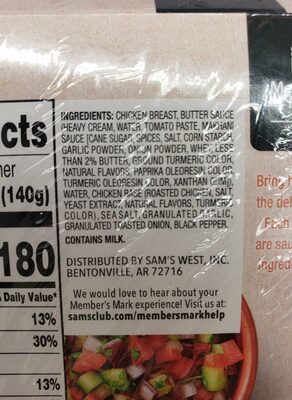 INGREDIENTS: CHICKEN BREAST, BUTTER SAUCE
(HEAVY CREAM, WATER, TOMATO PASTE, MAKHANI
SAUCE [CANE SUGAR, SPICES, SALT, CORN STARCH,
GARLIC POWDER, ONION POWDER, WHEY, LESS
THAN 2% BUTTER, GROUND TURMERIC COLOR,
NATURAL FLAVORS, PAPRIKA OLEORESIN COLOR,
TURMERIC OLEORESIN COLOR, XANTHAN GUM]),
WATER, CHICKEN BASE (ROASTED CHICKEN, SALT,
YEAST EXTRACT, NATURAL FLAVORS, TURMERIC
COLOR), SEA SALT, GRANULATED GARLIC,
GRANULATED TOASTED ONION, BLACK PEPPER.
CONTAINS MILK.
DISTRIBUTED BY SAM'S WEST, INC.
BENTONVILLE, AR 72716
We would love to hear about your
Member's Mark experience! Visit us at:
samsclub.com/membersmarkhelp
cts
ner
(140g)
180
% Daily Value*
13%
30%
13%
Bring
the del
Each
are sau
ingred